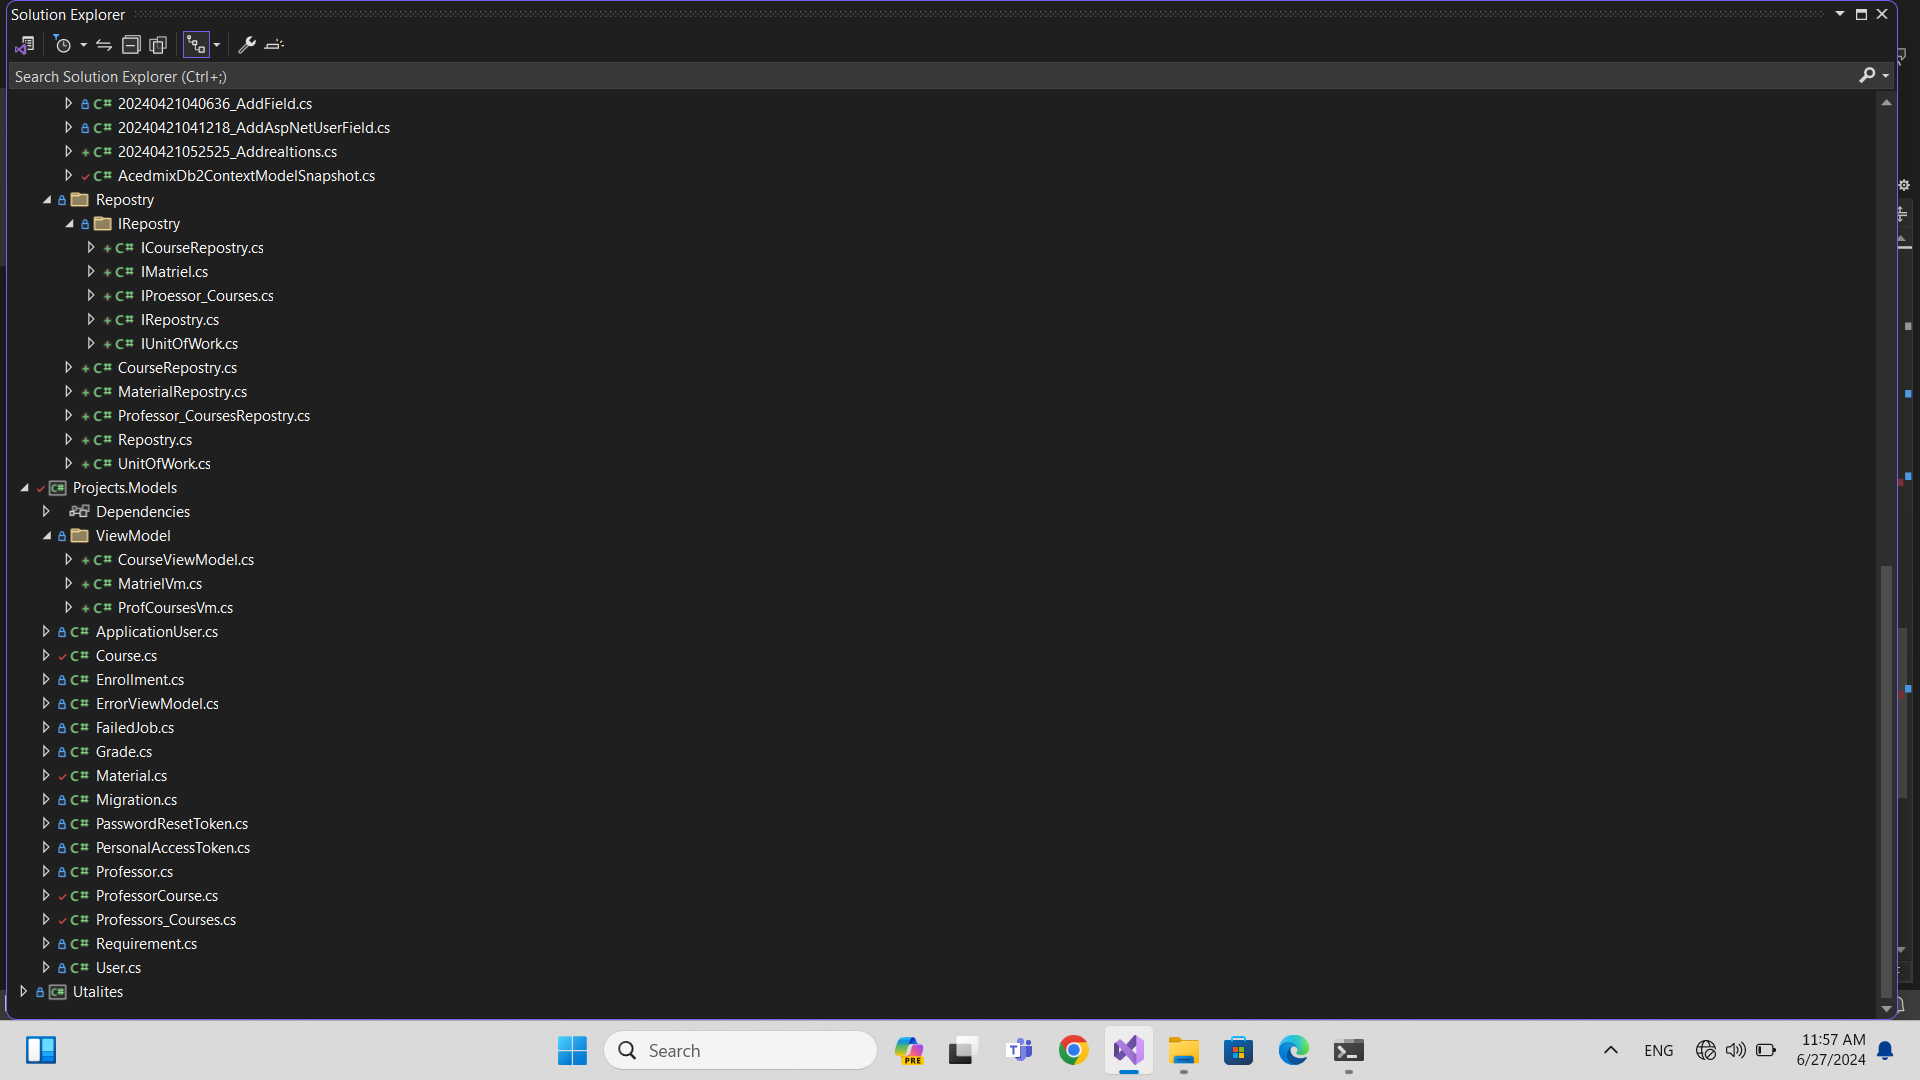 Solution Explorer
Search Solution Explorer (Ctrl+;)
C# 20240421040636_AddField.cs
C# 20240421041218_AddAspNetUserField.cs
C# 20240421052525_Addrealtions.cs
C# AcedmixDb2ContextModelSnapshot.cs
Repostry
IRepostry
C# ICourseRepostry.cs
C# IMatriel.cs
C# IProessor_Courses.cs
C# IRepostry.cs
C# IUnitOfWork.cs
C# CourseRepostry.cs
C# MaterialRepostry.cs
C# Professor_CoursesRepostry.cs
C# Repostry.cs
C# UnitOfWork.cs
C# Projects.Models
Dependencies
ViewModel
C# CourseViewModel.cs
C# MatrielVm.cs
C# ProfCoursesVm.cs
C# ApplicationUser.cs
C# Course.cs
C# Enrollment.cs
C# ErrorViewModel.cs
C# FailedJob.cs
C# Grade.cs
C# Material.cs
C# Migration.cs
C# PasswordResetToken.cs
C# PersonalAccessToken.cs
C# Professor.cs
C# ProfessorCourse.cs
C# Professors_Courses.cs
C# Requirement.cs
C# User.cs
C# Utalites
Search
PRE
ENG
11:57 AM
6/27/2024